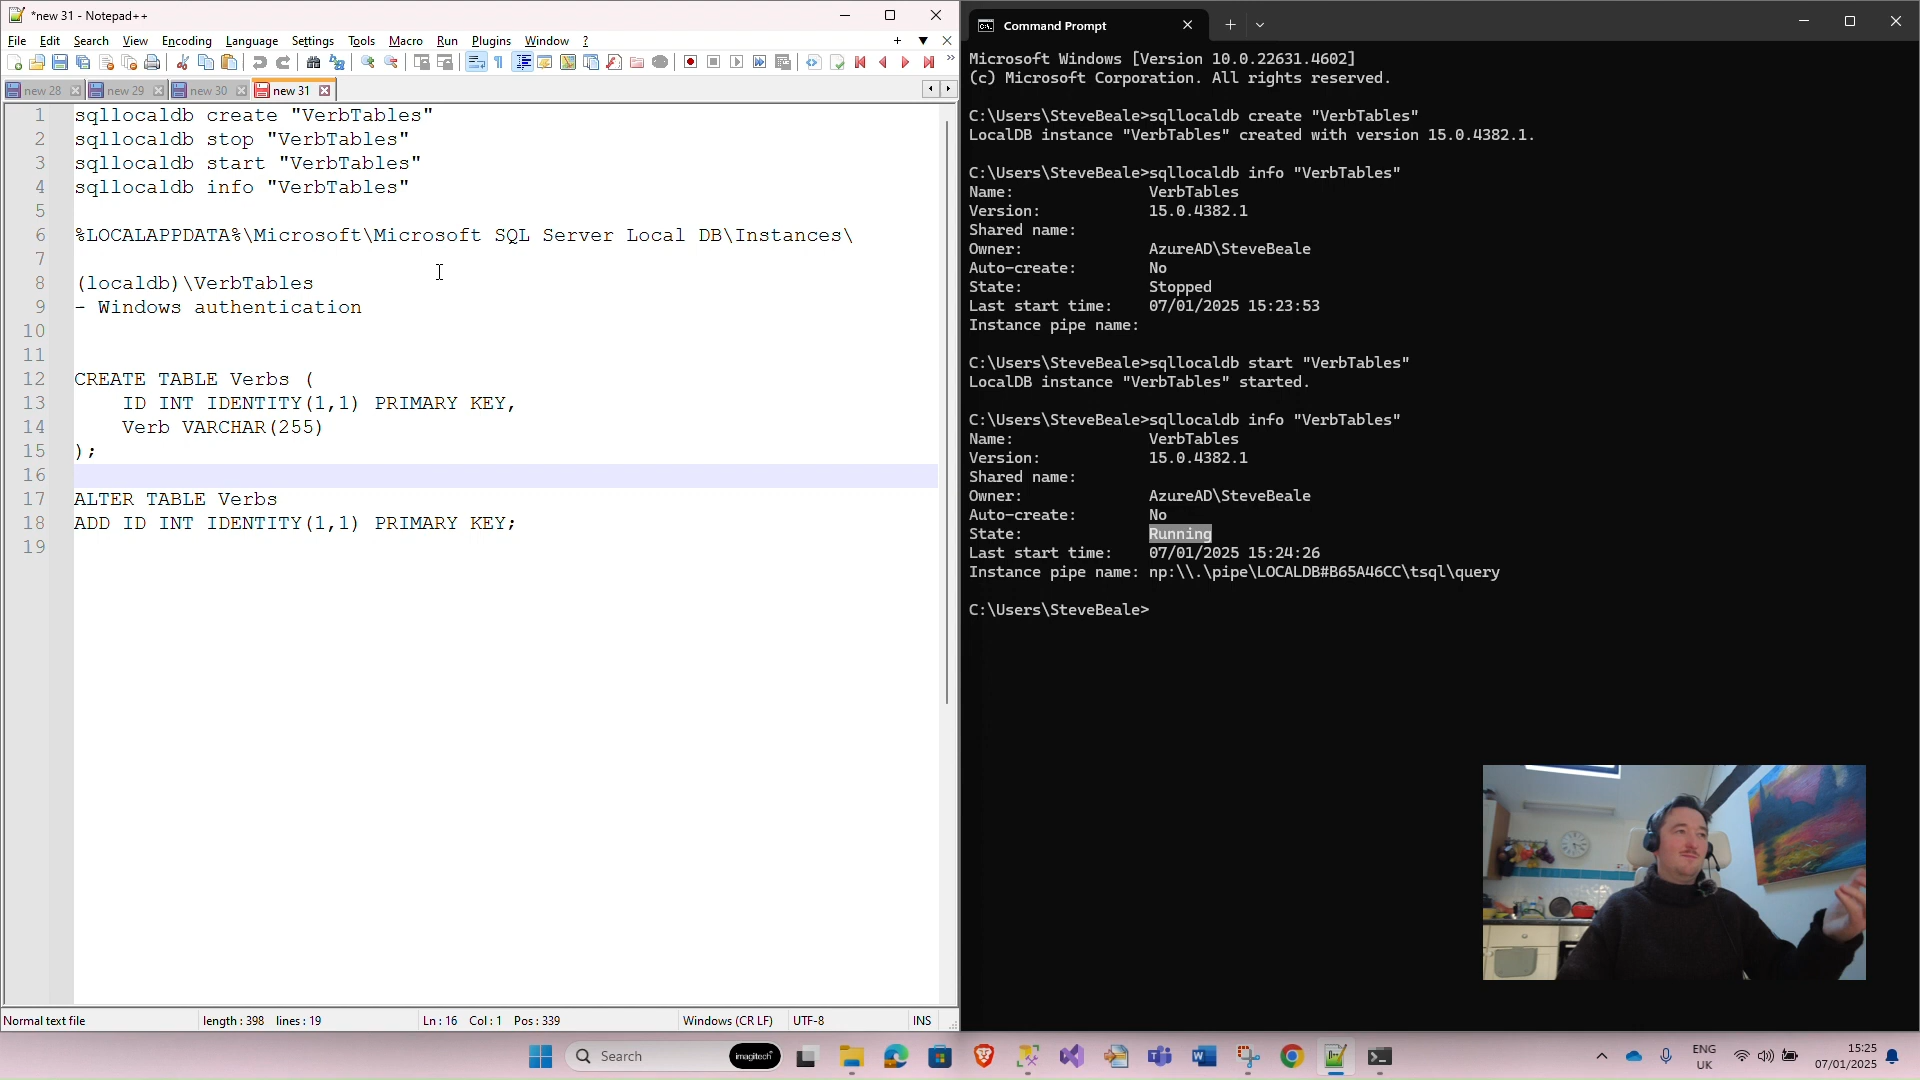 *new 31 - Notepad++
File Edit Search View Encoding Language Settings Tools Macro Run Plugins Window ?
new 28 new 29 new 30 new 31
1 sqllocaldb create "VerbTables"
2 sqllocaldb stop "VerbTables"
3 sqllocaldb start "VerbTables"
4 sqllocaldb info "VerbTables"
5
6 %LOCALAPPDATA%\Microsoft\Microsoft SQL Server Local DB\Instances\
7
8 (localdb)\VerbTables
9 - Windows authentication
10
11
12 CREATE TABLE Verbs (
13 ID INT IDENTITY(1,1) PRIMARY KEY,
14 Verb VARCHAR(255)
15 );
16
17 ALTER TABLE Verbs
18 ADD ID INT IDENTITY(1,1) PRIMARY KEY;
19
Normal text file length : 398 lines : 19 Ln : 16 Col : 1 Pos : 339 Windows (CR LF) UTF-8 INS
Command Prompt
Microsoft Windows [Version 10.0.22631.4602]
(c) Microsoft Corporation. All rights reserved.
C:\Users\SteveBeale>sqllocaldb create "VerbTables"
LocalDB instance "VerbTables" created with version 15.0.4382.1.
C:\Users\SteveBeale>sqllocaldb info "VerbTables"
Name: VerbTables
Version: 15.0.4382.1
Shared name:
Owner: AzureAD\SteveBeale
Auto-create: No
State: Stopped
Last start time: 07/01/2025 15:23:53
Instance pipe name:
C:\Users\SteveBeale>sqllocaldb start "VerbTables"
LocalDB instance "VerbTables" started.
C:\Users\SteveBeale>sqllocaldb info "VerbTables"
Name: VerbTables
Version: 15.0.4382.1
Shared name:
Owner: AzureAD\SteveBeale
Auto-create: No
State: Running
Last start time: 07/01/2025 15:24:26
Instance pipe name: np:\\.\pipe\LOCALDB#B65A46CC\tsql\query
C:\Users\SteveBeale>
Search imagitech
ENG
UK
15:25
07/01/2025